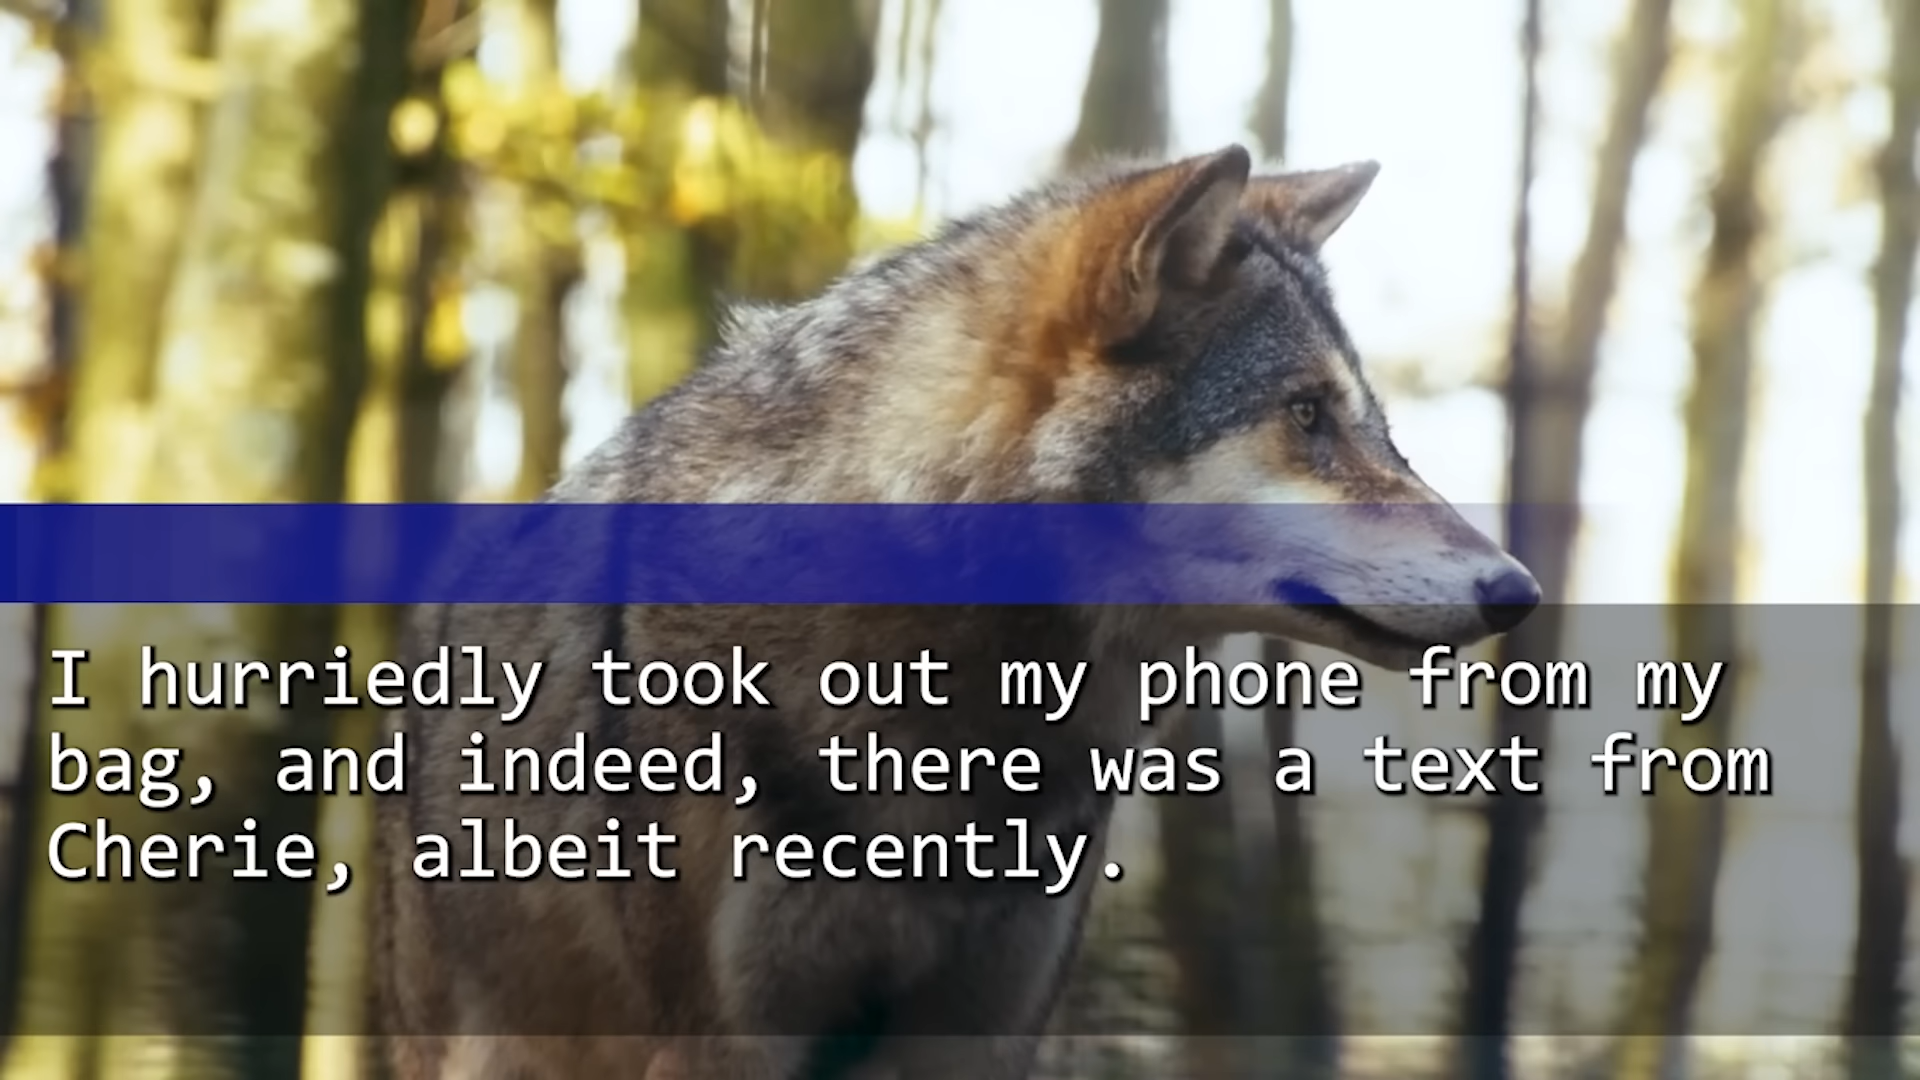 I hurriedly took out my phone from my
bag, and indeed, there was a text from
Cherie, albeit recently.